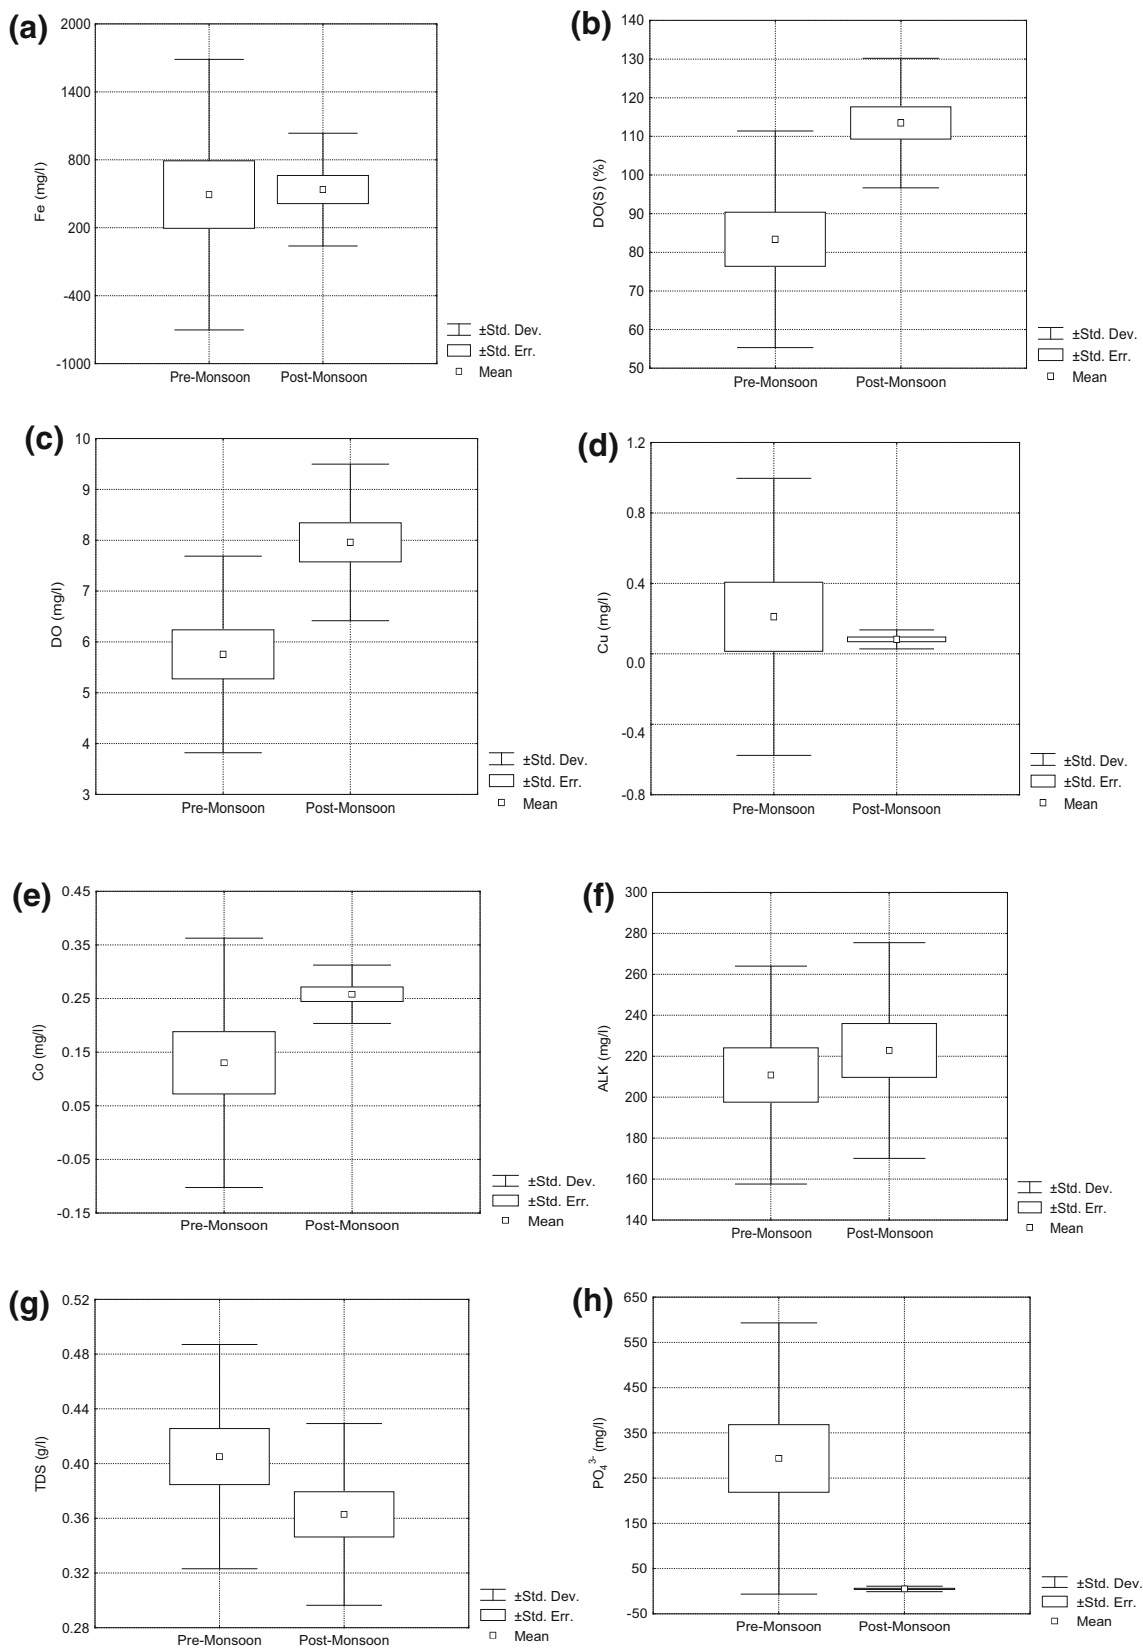 (a)
2000
1400
800
200
-400
-1000
Fe (mg/l)
Pre-Monsoon Post-Monsoon
±Std. Dev.
±Std. Err.
Mean
(b)
140
130
120
110
100
90
80
70
60
50
DO(S) (%)
Pre-Monsoon Post-Monsoon
±Std. Dev.
±Std. Err.
Mean
(c)
10
9
8
7
6
5
4
3
DO (mg/l)
Pre-Monsoon Post-Monsoon
±Std. Dev.
±Std. Err.
Mean
(d)
1.2
0.8
0.4
0.0
-0.4
-0.8
Cu (mg/l)
Pre-Monsoon Post-Monsoon
±Std. Dev.
±Std. Err.
Mean
(e)
0.45
0.35
0.25
0.15
0.05
-0.05
-0.15
Co (mg/l)
Pre-Monsoon Post-Monsoon
±Std. Dev.
±Std. Err.
Mean
(f)
300
280
260
240
220
200
180
160
140
ALK (mg/l)
Pre-Monsoon Post-Monsoon
±Std. Dev.
±Std. Err.
Mean
(g)
0.52
0.48
0.44
0.40
0.36
0.32
0.28
TDS (g/l)
Pre-Monsoon Post-Monsoon
±Std. Dev.
±Std. Err.
Mean
(h)
650
550
450
350
250
150
50
-50
PO₄³⁻ (mg/l)
Pre-Monsoon Post-Monsoon
±Std. Dev.
±Std. Err.
Mean